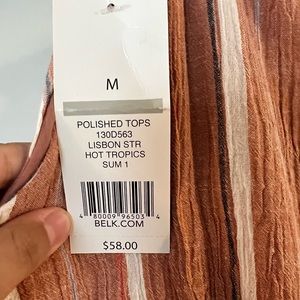 M
POLISHED TOPS
130D563
LISBON STR
HOT TROPICS
SUM 1
4 80009 96503 4
BELK.COM
$58.00